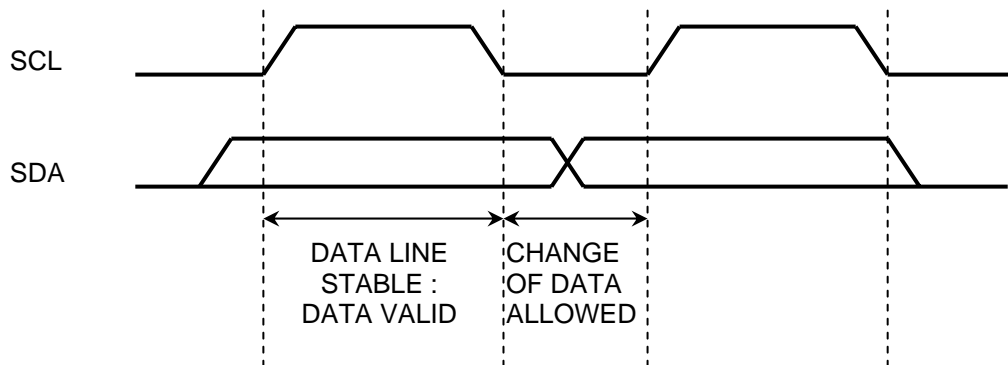 SCL
SDA
DATA LINE
STABLE :
DATA VALID
CHANGE
OF DATA
ALLOWED